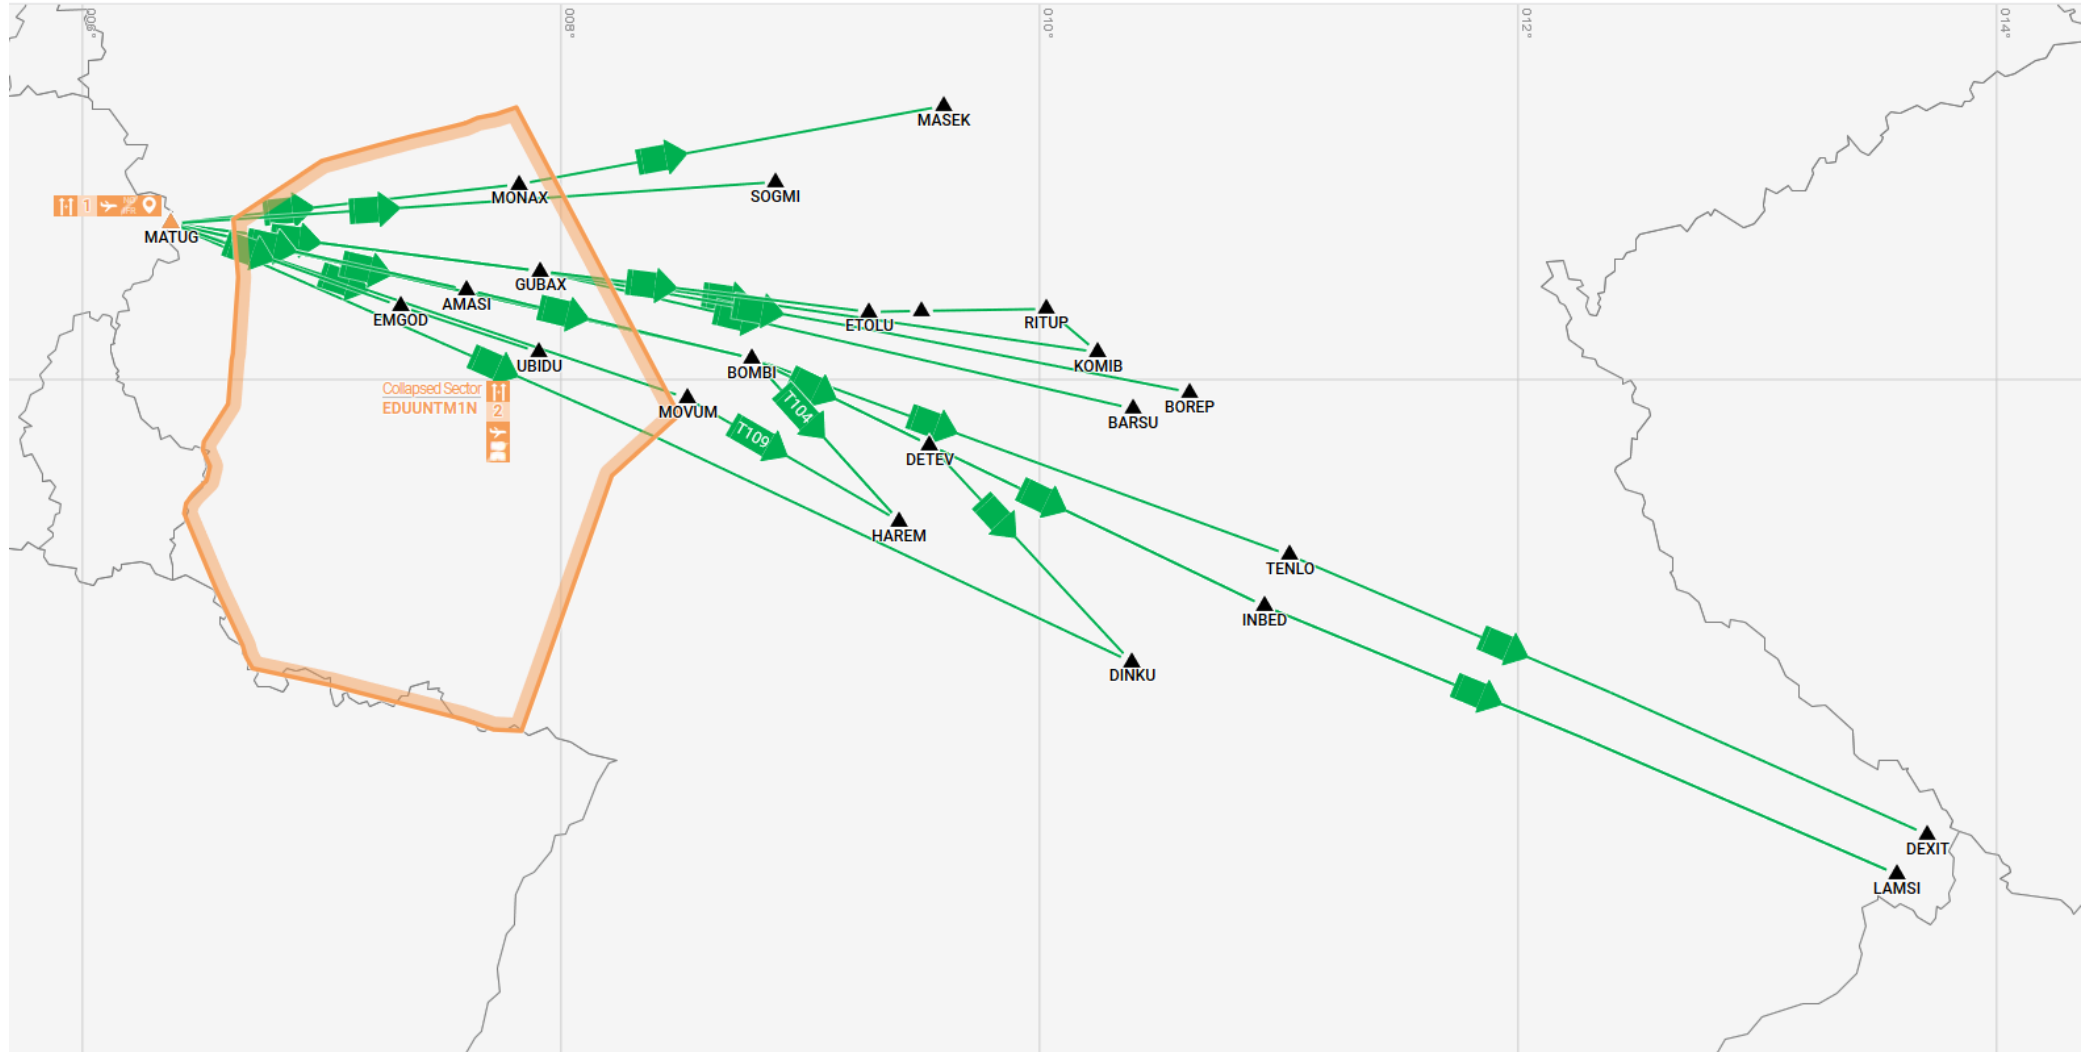 006°
008°
010°
012°
014°
MASEK
MONAX
SOGMI
1
MATUG
GUBAX
AMASI
EMGOD
ETOLU
RITUP
UBIDU
BOMBI
KOMIB
Collapsed Sector
EDUUNTM1N
2
MOVUM
T104
BOREP
BARSU
T109
DETEV
HAREM
TENLO
INBED
DINKU
DEXIT
LAMSI